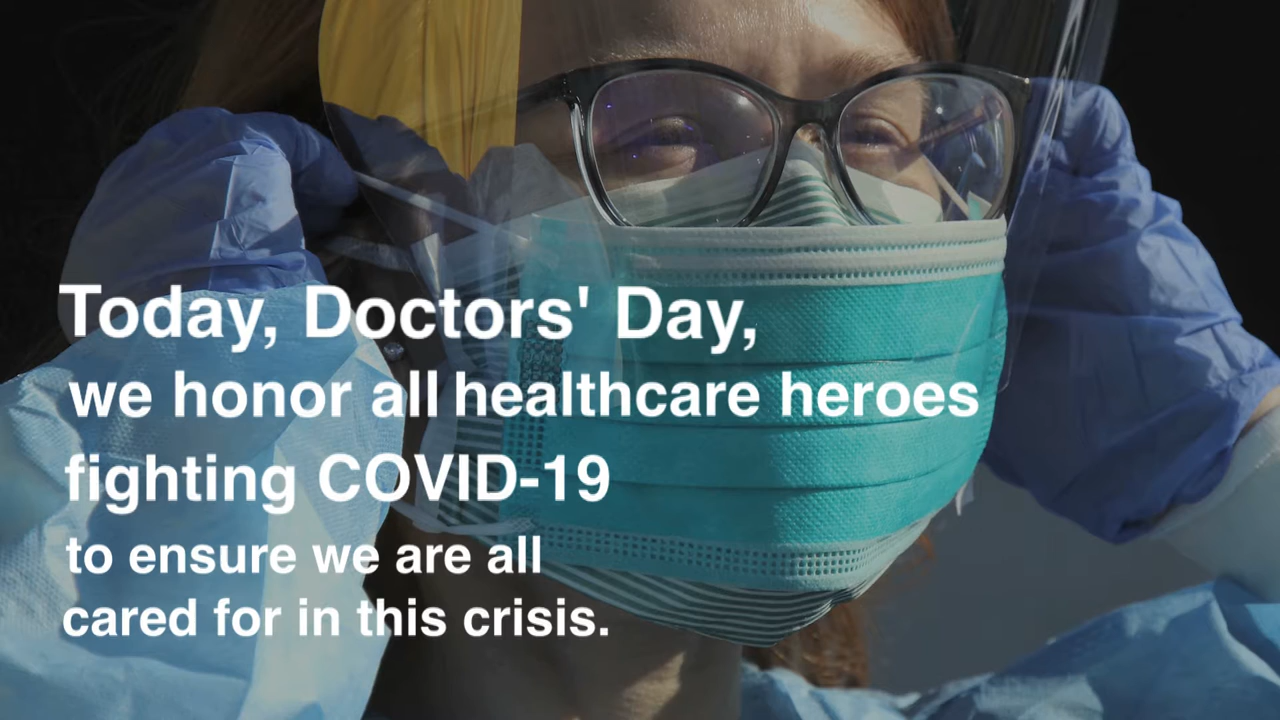 Today, Doctors' Day,
we honor all healthcare heroes
fighting COVID-19
to ensure we are all
cared for in this crisis.